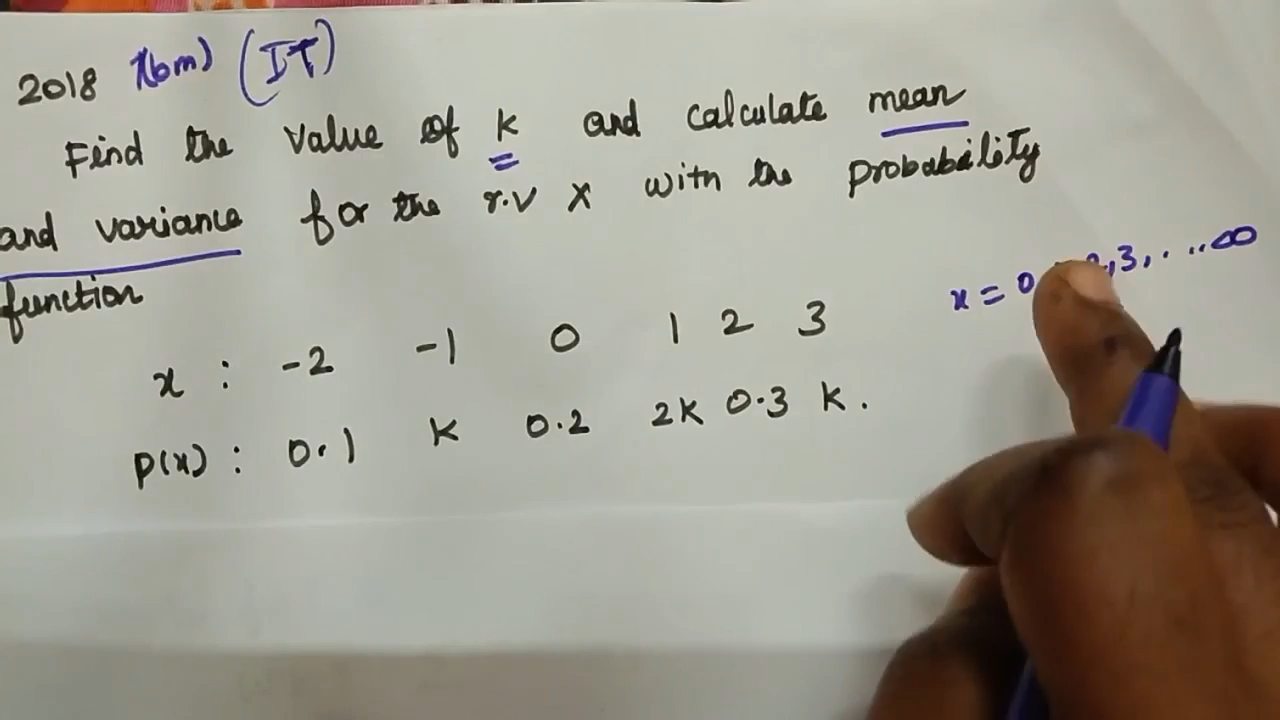 2018 (6m) (IT)
Find the value of k and calculate mean
and variance for the r.v X with the probability
function
x = 0 ,3,...∞
x : -2 -1 0 1 2 3
p(x) : 0.1 k 0.2 2k 0.3 k.